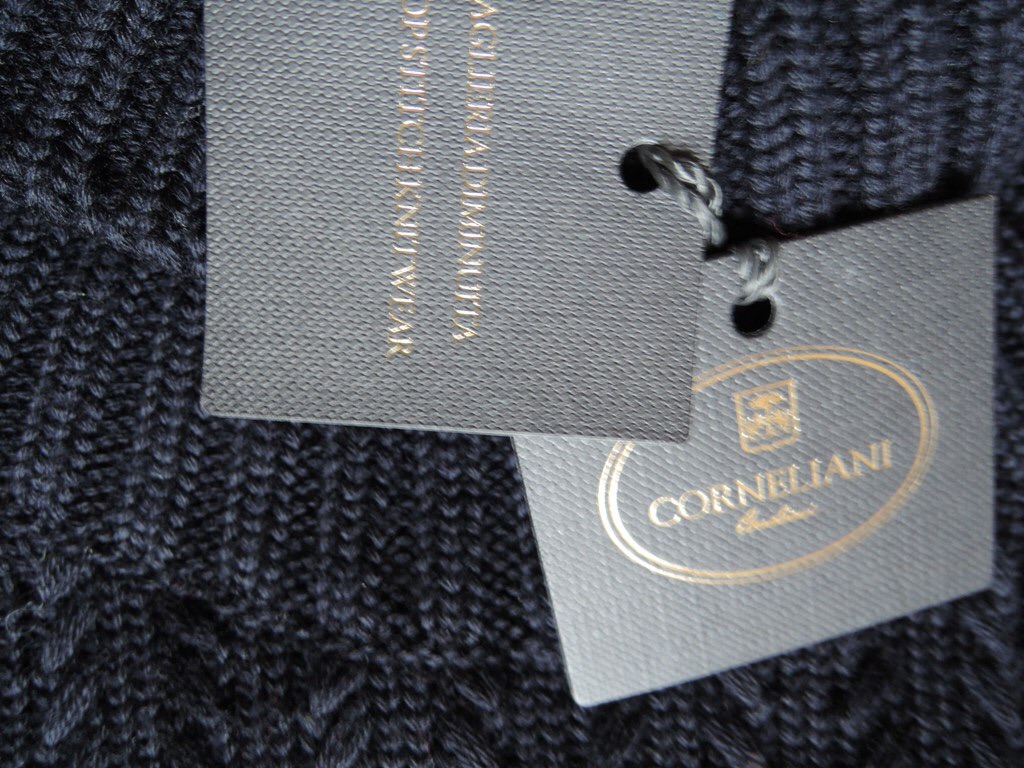 AGLIERIA DIMINUITA
OPSTITCH KNITWEAR
CORNELIANI